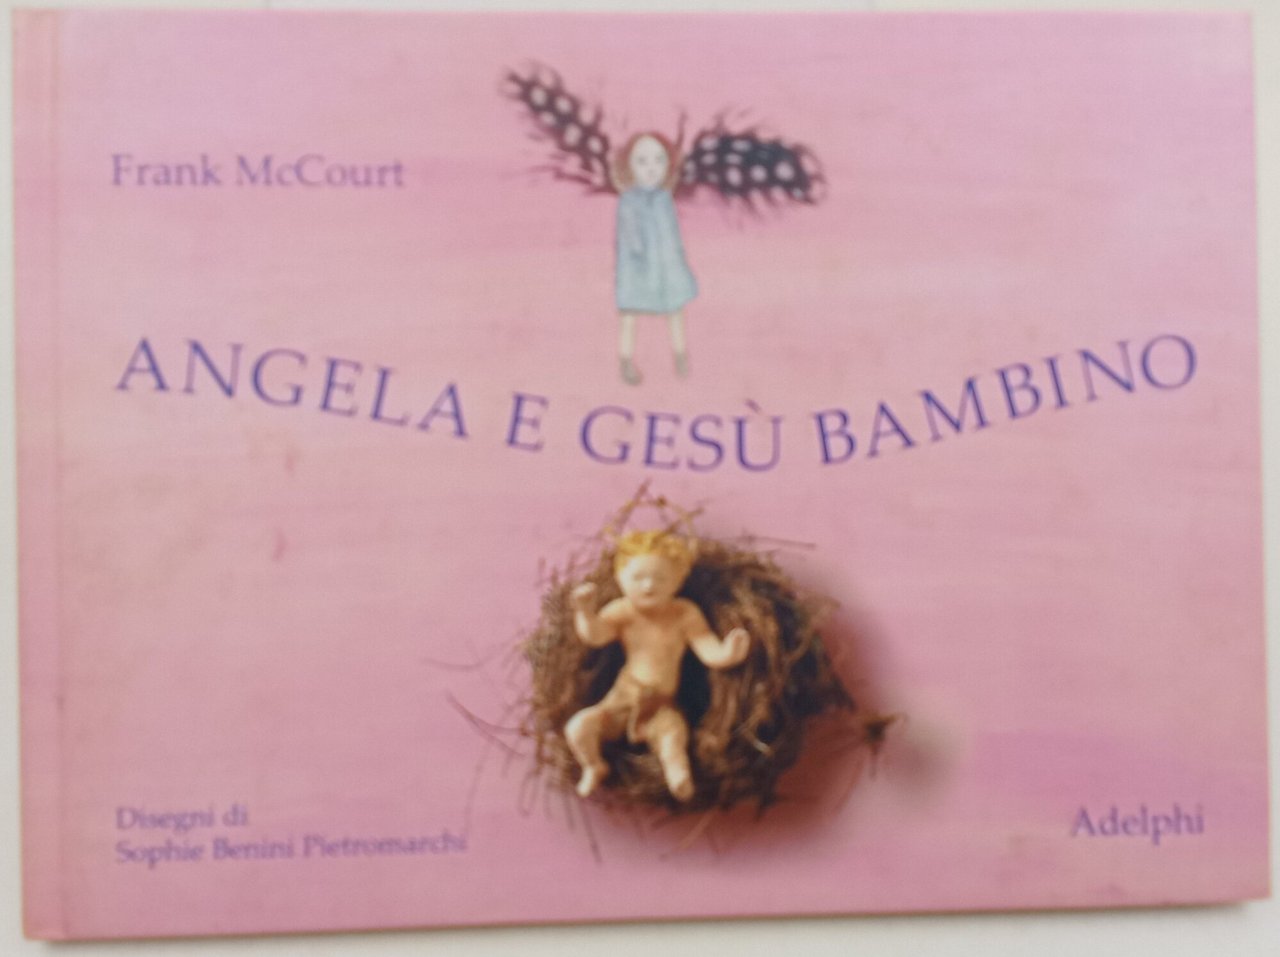 Frank McCourt
ANGELA E GESÙ BAMBINO
Disegni di
Sophie Benini Pietromarchi
Adelphi